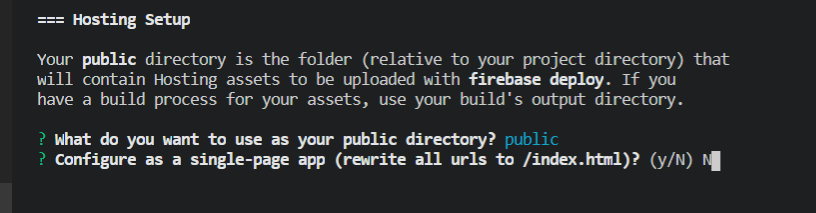 === Hosting Setup
Your public directory is the folder (relative to your project directory) that
will contain Hosting assets to be uploaded with firebase deploy. If you
have a build process for your assets, use your build's output directory.
? What do you want to use as your public directory? public
? Configure as a single-page app (rewrite all urls to /index.html)? (y/N) N